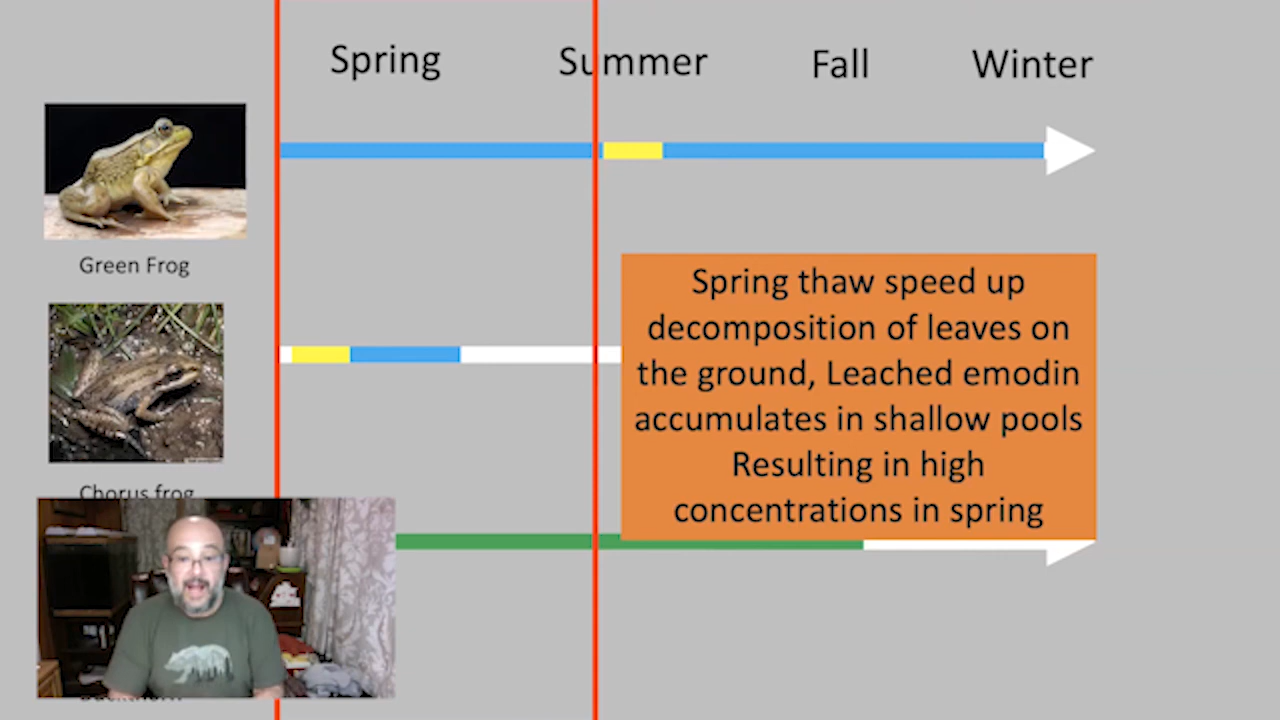 Spring Summer Fall Winter
Green Frog
Spring thaw speed up
decomposition of leaves on
the ground, Leached emodin
accumulates in shallow pools
Resulting in high
concentrations in spring
Chorus frog